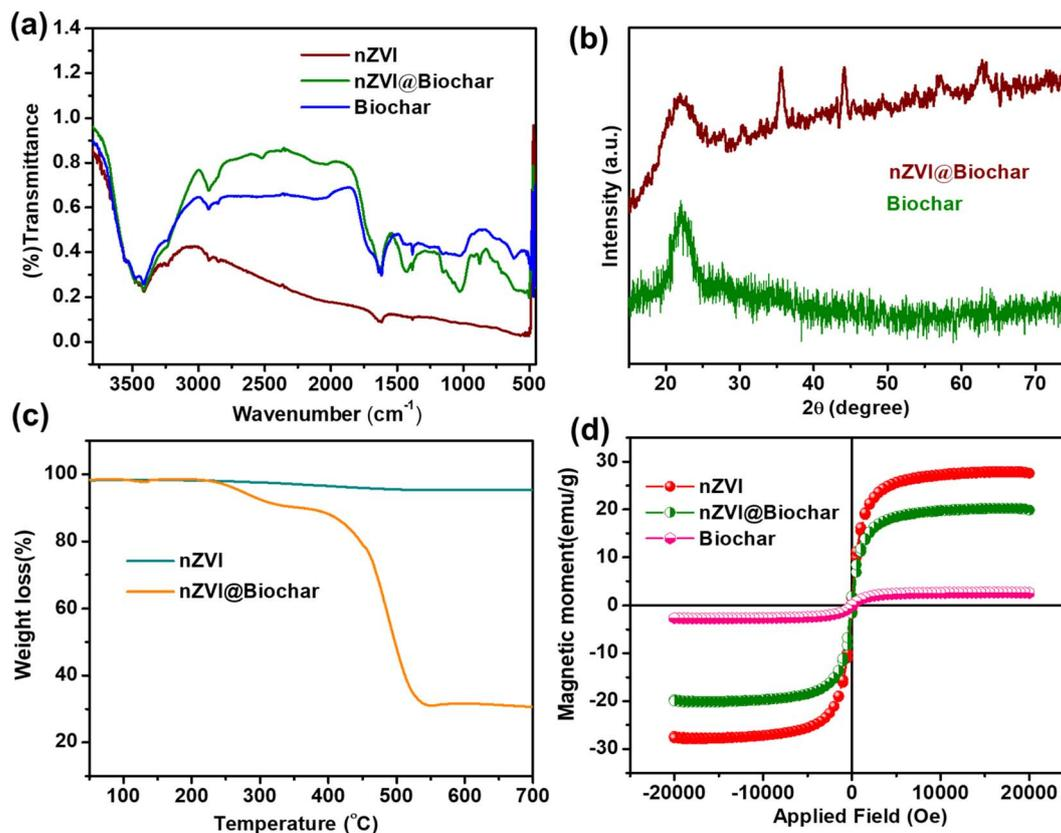 (a)
1.4
1.2
1.0
0.8
0.6
0.4
0.2
0.0
(%)Transmittance
nZVI
nZVI@Biochar
Biochar
3500 3000 2500 2000 1500 1000 500
Wavenumber (cm⁻¹)
(b)
Intensity (a.u.)
nZVI@Biochar
Biochar
20 30 40 50 60 70
2θ (degree)
(c)
100
80
60
40
20
Weight loss(%)
nZVI
nZVI@Biochar
100 200 300 400 500 600 700
Temperature (°C)
(d)
30
20
10
0
-10
-20
-30
Magnetic moment(emu/g)
nZVI
nZVI@Biochar
Biochar
-20000 -10000 0 10000 20000
Applied Field (Oe)